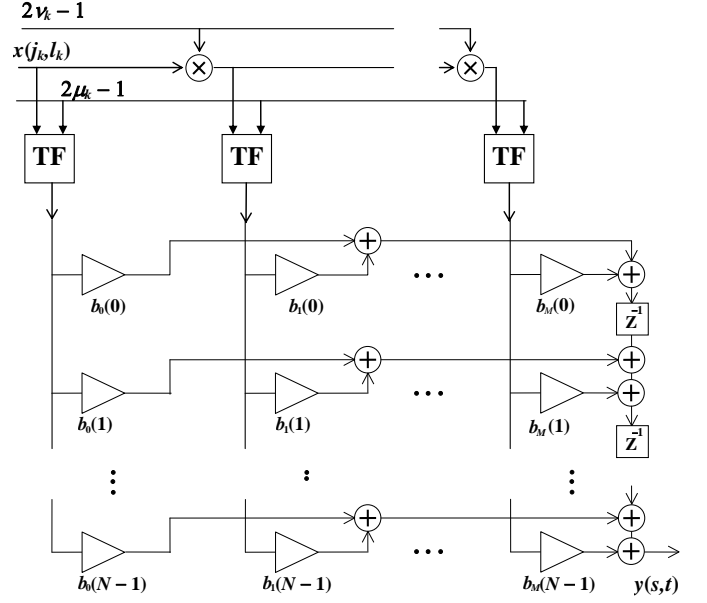 2ν_k − 1
x(j_k,l_k)
2μ_k − 1
TF TF TF
b_0(0) b_1(0) ••• b_M(0)
z^-1
b_0(1) b_1(1) ••• b_M(1)
z^-1
b_0(N − 1) b_1(N − 1) ••• b_M(N − 1) y(s,t)